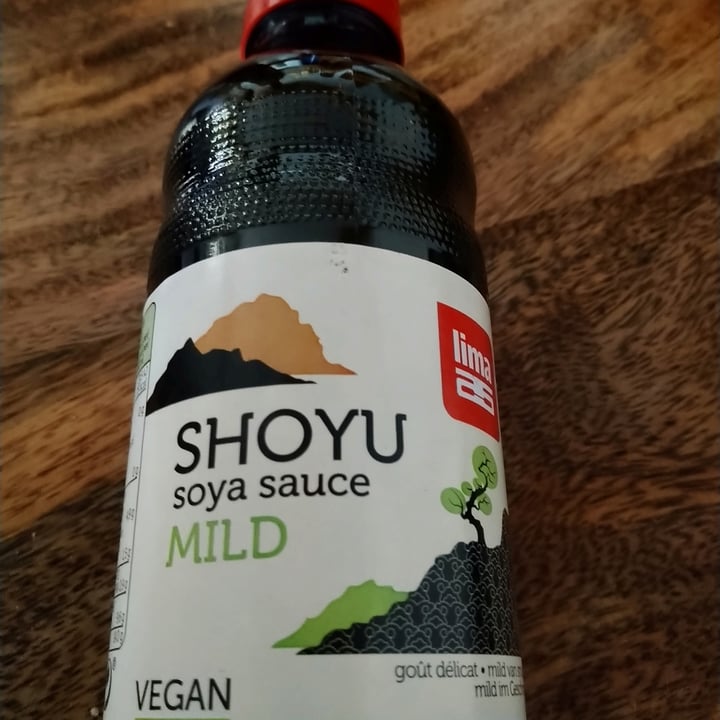 lima
SHOYU
soya sauce
MILD
goût délicat • mild van
mild im
VEGAN